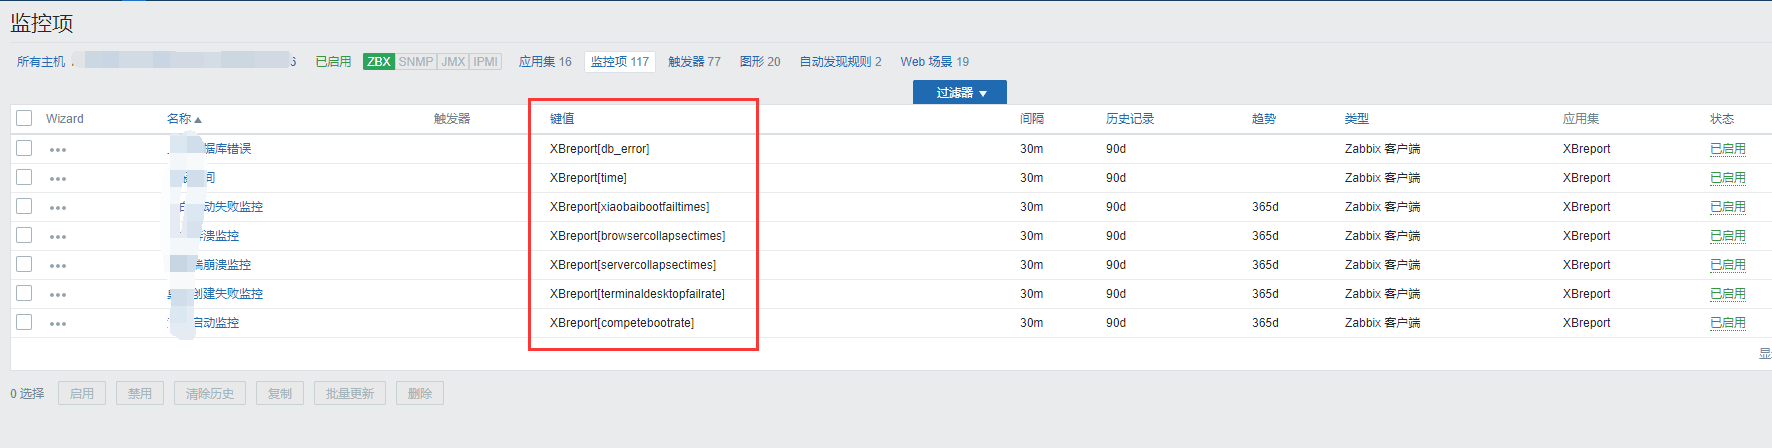 监控项
所有主机 6 已启用 ZBX SNMP JMX IPMI 应用集 16 监控项 117 触发器 77 图形 20 自动发现规则 2 Web 场景 19
过滤器
Wizard 名称 触发器 键值 间隔 历史记录 趋势 类型 应用集 状态
据库错误 XBreport[db_error] 30m 90d Zabbix 客户端 XBreport 已启用
间 XBreport[time] 30m 90d Zabbix 客户端 XBreport 已启用
动失败监控 XBreport[xiaobaibootfailtimes] 30m 90d 365d Zabbix 客户端 XBreport 已启用
溃监控 XBreport[browsercollapsectimes] 30m 90d 365d Zabbix 客户端 XBreport 已启用
端崩溃监控 XBreport[servercollapsectimes] 30m 90d 365d Zabbix 客户端 XBreport 已启用
创建失败监控 XBreport[terminaldesktopfailrate] 30m 90d 365d Zabbix 客户端 XBreport 已启用
启动监控 XBreport[competebootrate] 30m 90d 365d Zabbix 客户端 XBreport 已启用
显
0 选择 启用 禁用 清除历史 复制 批量更新 删除